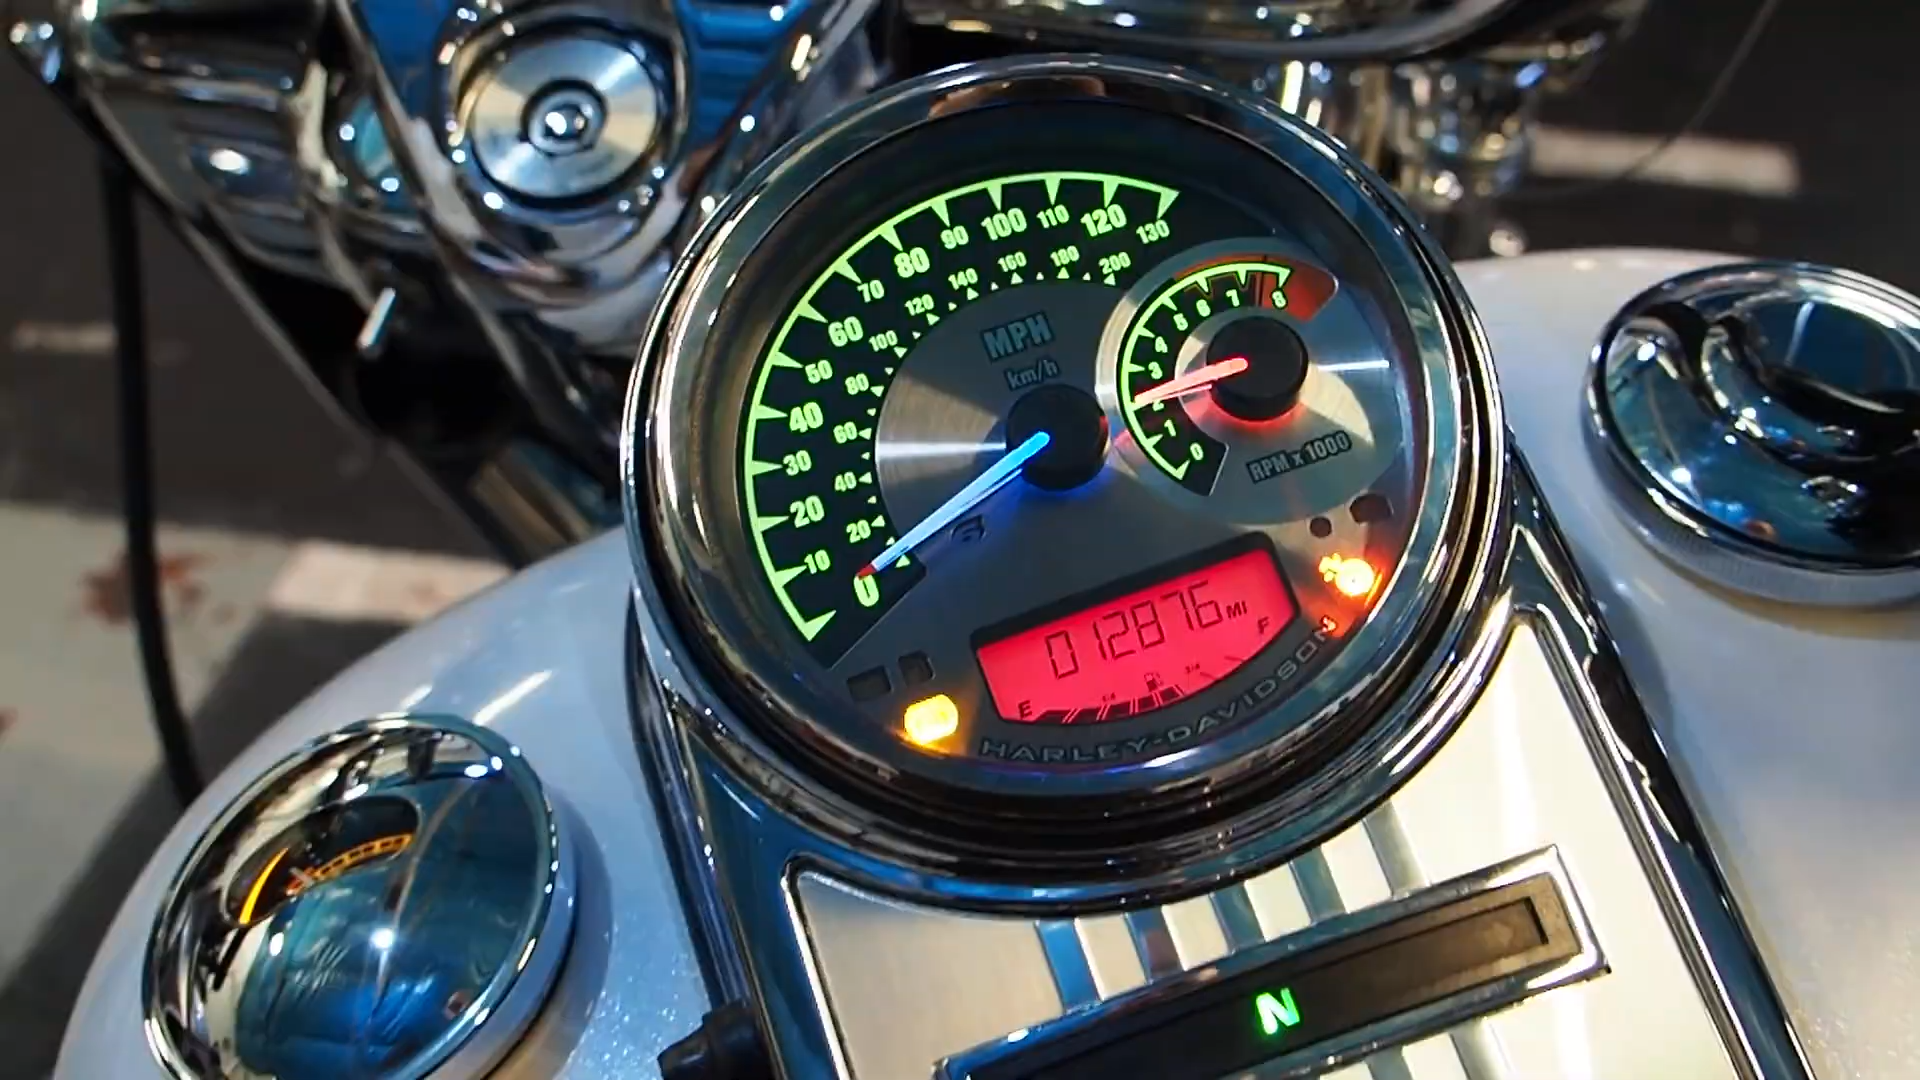 0 10 20 30 40 50 60 70 80 90 100 110 120 130
20 40 60 80 100 120 140 160 180 200
MPH
km/h
0 1 2 3 4 5 6 7 8
RPM x 1000
012876 MI
E F
HARLEY-DAVIDSON
N